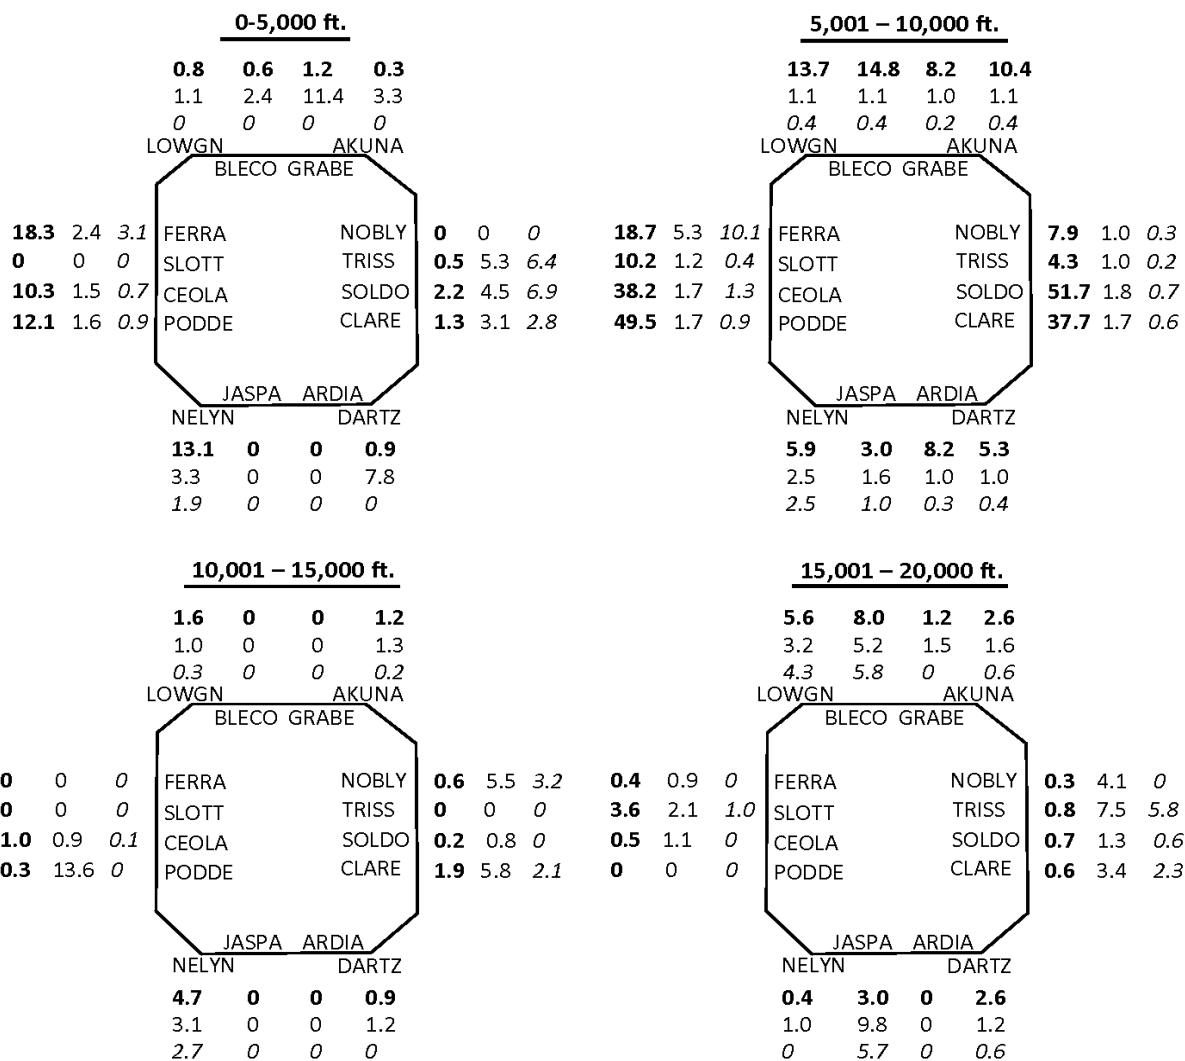 0-5,000 ft.
0.8 0.6 1.2 0.3
1.1 2.4 11.4 3.3
0 0 0 0
LOWGN AKUNA
BLECO GRABE
18.3 2.4 3.1 FERRA NOBLY 0 0 0
0 0 0 SLOTT TRISS 0.5 5.3 6.4
10.3 1.5 0.7 CEOLA SOLDO 2.2 4.5 6.9
12.1 1.6 0.9 PODDE CLARE 1.3 3.1 2.8
JASPA ARDIA
NELYN DARTZ
13.1 0 0 0.9
3.3 0 0 7.8
1.9 0 0 0
5,001 – 10,000 ft.
13.7 14.8 8.2 10.4
1.1 1.1 1.0 1.1
0.4 0.4 0.2 0.4
LOWGN AKUNA
BLECO GRABE
18.7 5.3 10.1 FERRA NOBLY 7.9 1.0 0.3
10.2 1.2 0.4 SLOTT TRISS 4.3 1.0 0.2
38.2 1.7 1.3 CEOLA SOLDO 51.7 1.8 0.7
49.5 1.7 0.9 PODDE CLARE 37.7 1.7 0.6
JASPA ARDIA
NELYN DARTZ
5.9 3.0 8.2 5.3
2.5 1.6 1.0 1.0
2.5 1.0 0.3 0.4
10,001 – 15,000 ft.
1.6 0 0 1.2
1.0 0 0 1.3
0.3 0 0 0.2
LOWGN AKUNA
BLECO GRABE
0 0 0 FERRA NOBLY 0.6 5.5 3.2
0 0 0 SLOTT TRISS 0 0 0
1.0 0.9 0.1 CEOLA SOLDO 0.2 0.8 0
0.3 13.6 0 PODDE CLARE 1.9 5.8 2.1
JASPA ARDIA
NELYN DARTZ
4.7 0 0 0.9
3.1 0 0 1.2
2.7 0 0 0
15,001 – 20,000 ft.
5.6 8.0 1.2 2.6
3.2 5.2 1.5 1.6
4.3 5.8 0 0.6
LOWGN AKUNA
BLECO GRABE
0.4 0.9 0 FERRA NOBLY 0.3 4.1 0
3.6 2.1 1.0 SLOTT TRISS 0.8 7.5 5.8
0.5 1.1 0 CEOLA SOLDO 0.7 1.3 0.6
0 0 0 PODDE CLARE 0.6 3.4 2.3
JASPA ARDIA
NELYN DARTZ
0.4 3.0 0 2.6
1.0 9.8 0 1.2
0 5.7 0 0.6